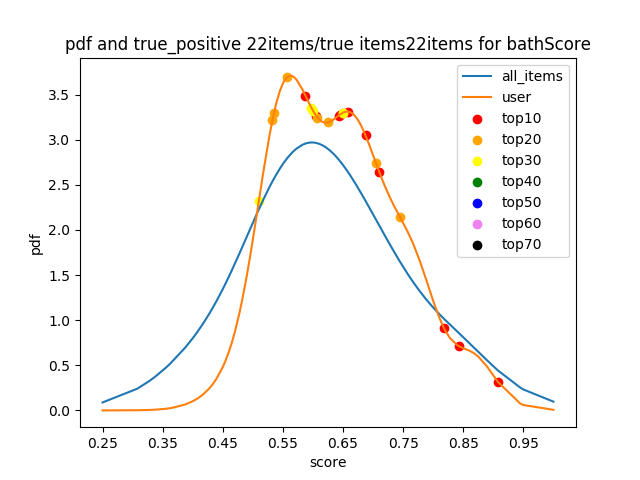 pdf and true_positive 22items/true items22items for bathScore
all_items
user
top10
top20
top30
top40
top50
top60
top70
pdf
3.5
3.0
2.5
2.0
1.5
1.0
0.5
0.0
0.25 0.35 0.45 0.55 0.65 0.75 0.85 0.95
score